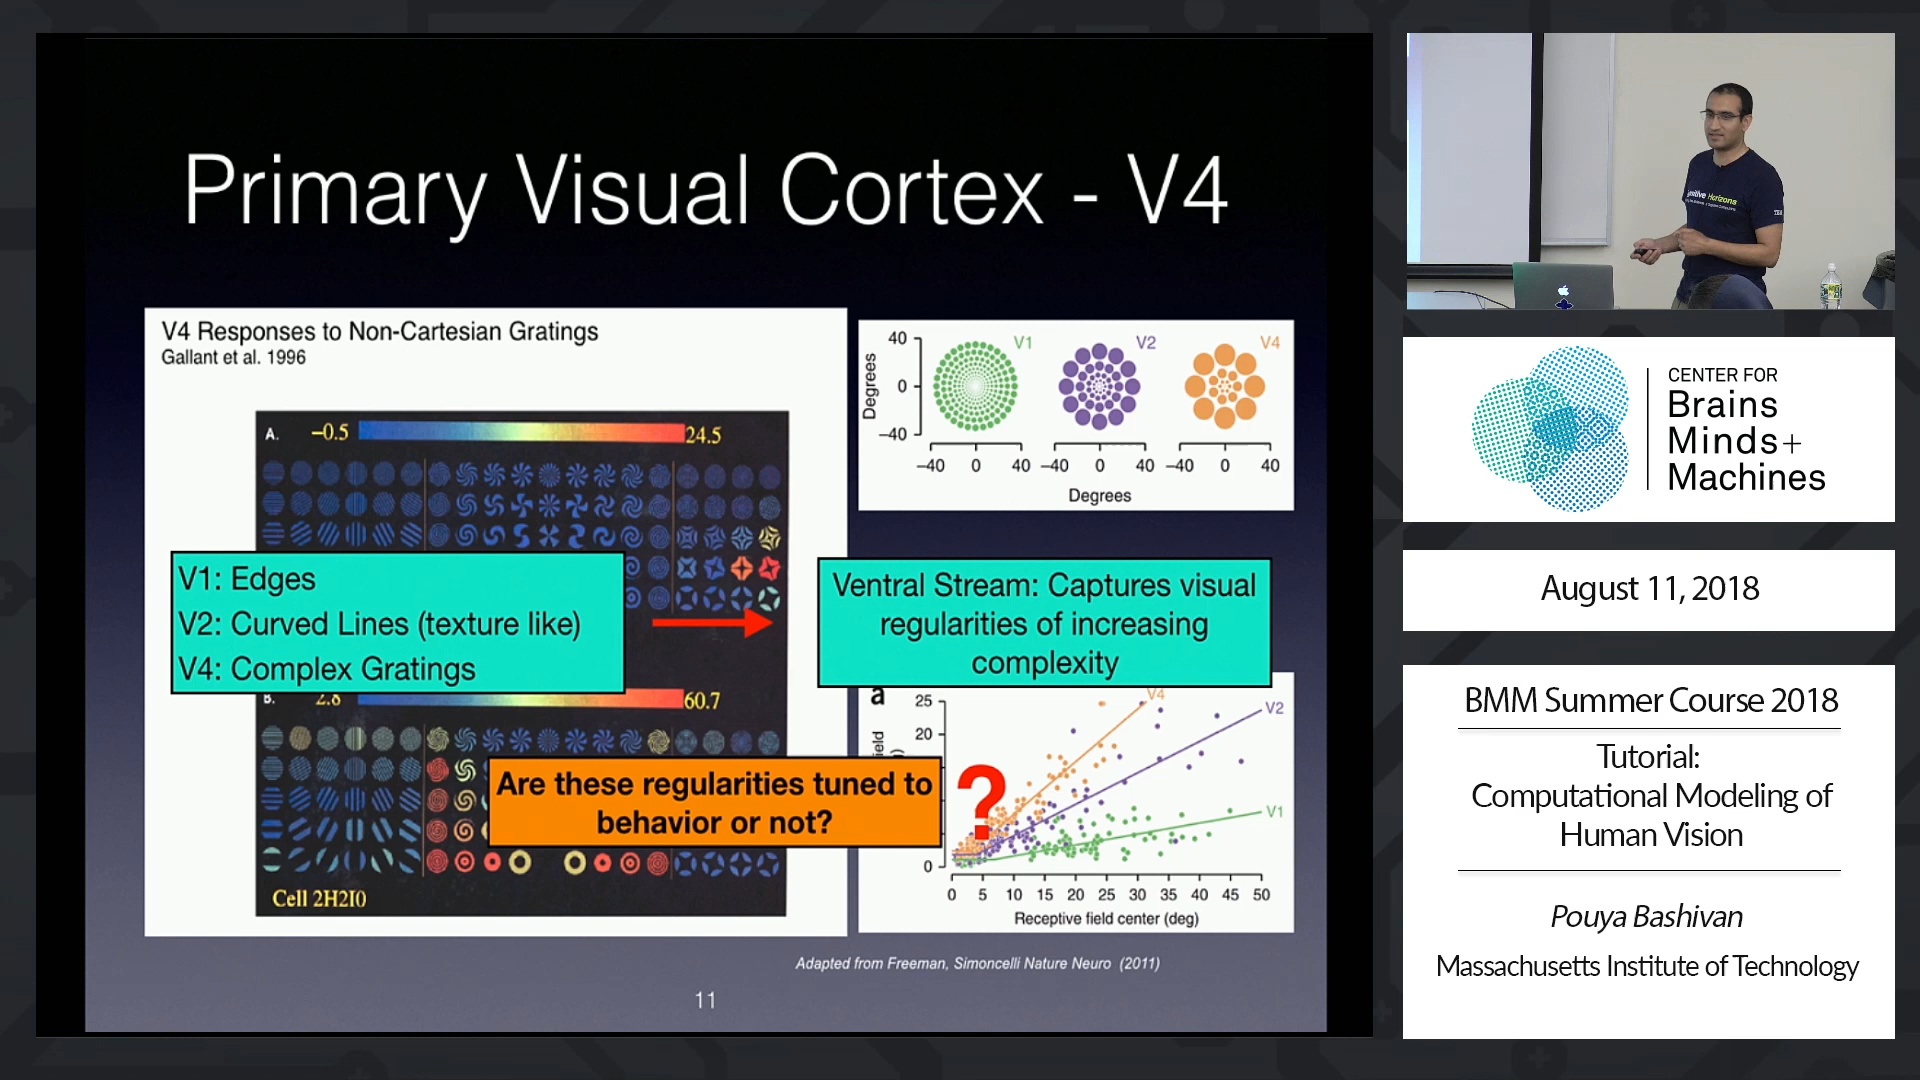 Primary Visual Cortex - V4
V4 Responses to Non-Cartesian Gratings
Gallant et al. 1996
A.
-0.5
24.5
V1: Edges
V2: Curved Lines (texture like)
V4: Complex Gratings
B.
2.8
60.7
Cell 2H2I0
40
0
-40
Degrees
V1
V2
V4
-40 0 40 -40 0 40 -40 0 40
Degrees
Ventral Stream: Captures visual
regularities of increasing
complexity
Are these regularities tuned to
behavior or not?
?
a
25
20
0
V4
V2
V1
0 5 10 15 20 25 30 35 40 45 50
Receptive field center (deg)
Adapted from Freeman, Simoncelli Nature Neuro (2011)
11
Horizons
CENTER FOR
Brains
Minds+
Machines
August 11, 2018
BMM Summer Course 2018
Tutorial:
Computational Modeling of
Human Vision
Pouya Bashivan
Massachusetts Institute of Technology